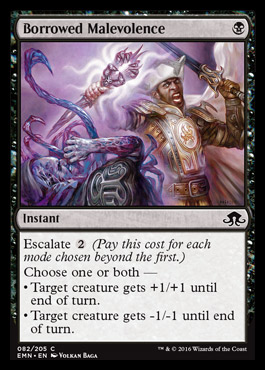 Borrowed Malevolence
Instant
Escalate 2 (Pay this cost for each
mode chosen beyond the first.)
Choose one or both —
• Target creature gets +1/+1 until
end of turn.
• Target creature gets -1/-1 until end
of turn.
082/205 C
EMN • EN VOLKAN BAGA
™ & © 2016 Wizards of the Coast